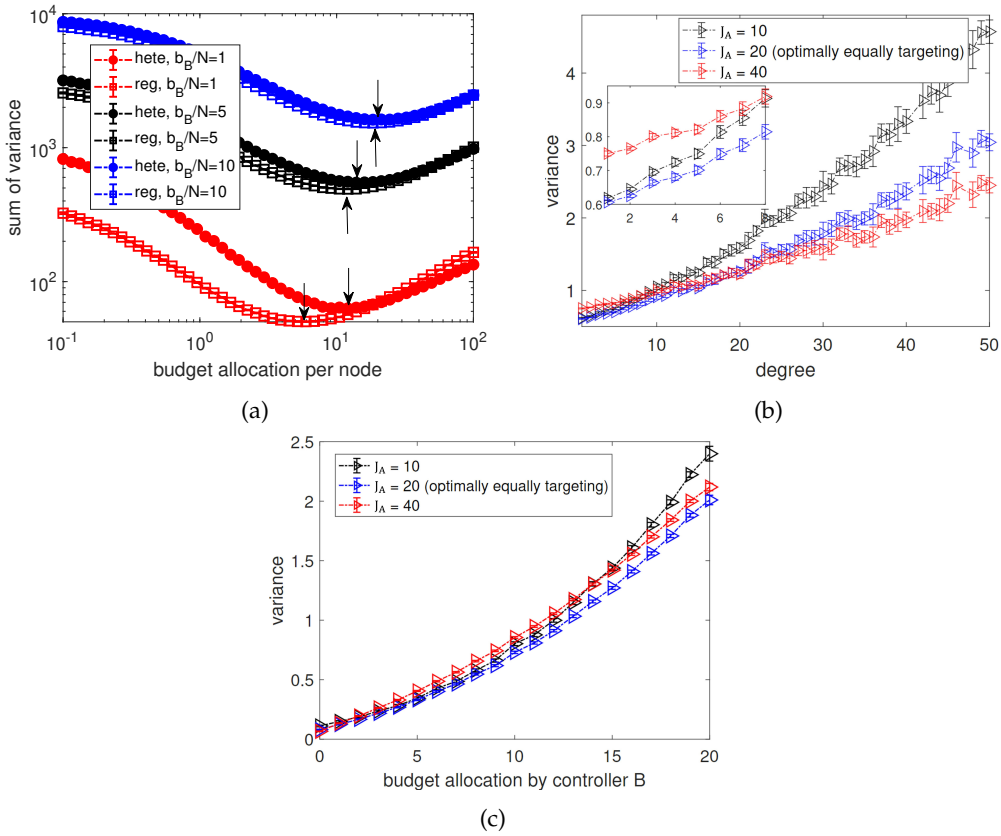 10^4
10^3
10^2
sum of variance
hete, b_B/N=1
reg, b_B/N=1
hete, b_B/N=5
reg, b_B/N=5
hete, b_B/N=10
reg, b_B/N=10
10^-1 10^0 10^1 10^2
budget allocation per node
(a)
J_A = 10
J_A = 20 (optimally equally targeting)
J_A = 40
4
3
2
1
variance
0.9
0.8
0.7
0.6
2 4 6 8
10 20 30 40 50
degree
(b)
2.5
2
1.5
1
0.5
0
variance
J_A = 10
J_A = 20 (optimally equally targeting)
J_A = 40
0 5 10 15 20
budget allocation by controller B
(c)